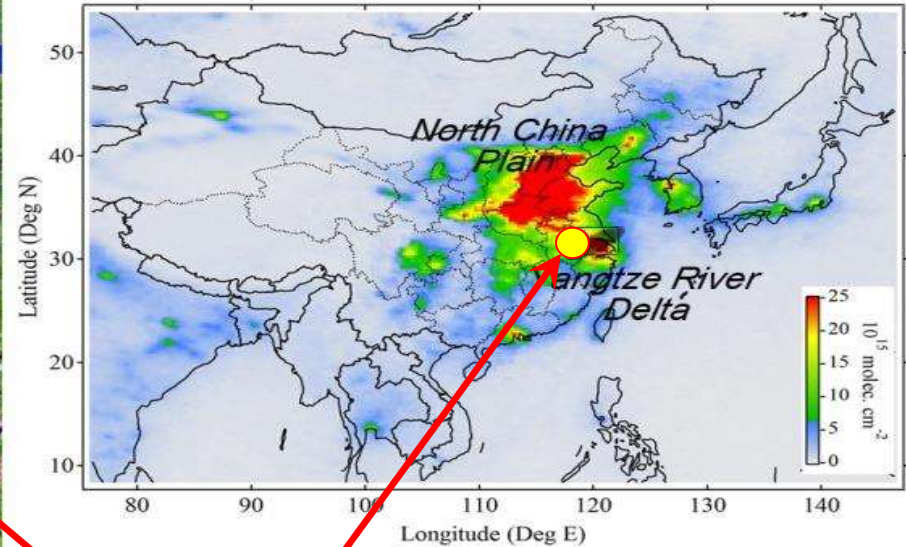 50
40
30
20
10
Latitude (Deg N)
North China
Plain
Yangtze River
Delta
25
20
15
10
5
0
10¹⁵ molec. cm⁻²
80 90 100 110 120 130 140
Longitude (Deg E)